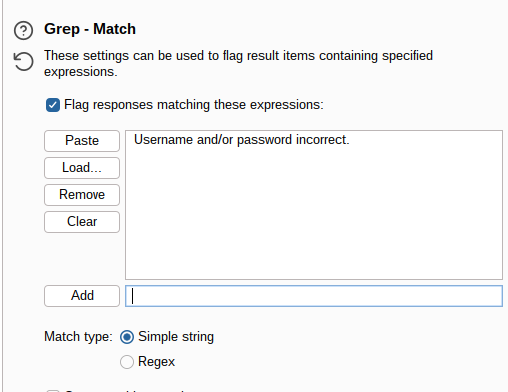 Grep - Match
These settings can be used to flag result items containing specified
expressions.
Flag responses matching these expressions:
Paste
Username and/or password incorrect.
Load...
Remove
Clear
Add
Match type:
Simple string
Regex